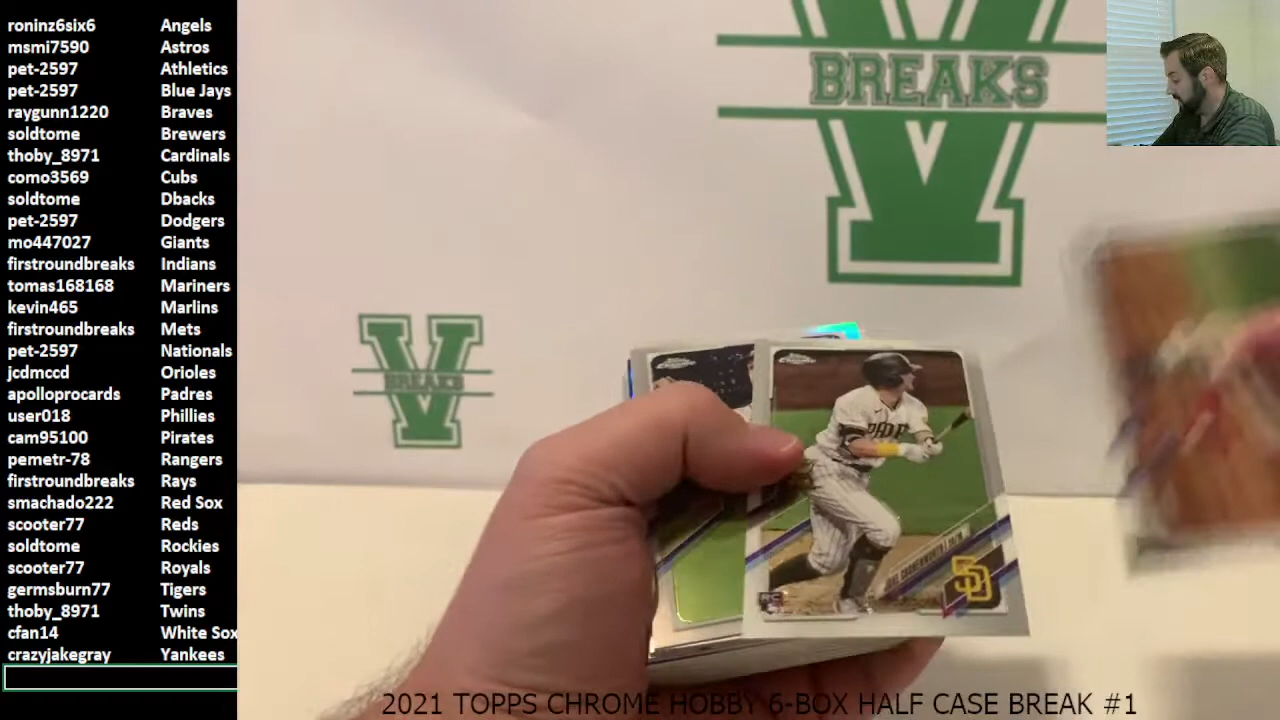 roninz6six6 Angels
msmi7590 Astros
pet-2597 Athletics
pet-2597 Blue Jays
raygunn1220 Braves
soldtome Brewers
thoby_8971 Cardinals
como3569 Cubs
soldtome Dbacks
pet-2597 Dodgers
mo447027 Giants
firstroundbreaks Indians
tomas168168 Mariners
kevin465 Marlins
firstroundbreaks Mets
pet-2597 Nationals
jcdmccd Orioles
apolloprocards Padres
user018 Phillies
cam95100 Pirates
pemetr-78 Rangers
firstroundbreaks Rays
smachado222 Red Sox
scooter77 Reds
soldtome Rockies
scooter77 Royals
germsburn77 Tigers
thoby_8971 Twins
cfan14 White Sox
crazyjakegray Yankees
V
BREAKS
V
BREAKS
SD
RC
2021 TOPPS CHROME HOBBY 6-BOX HALF CASE BREAK #1